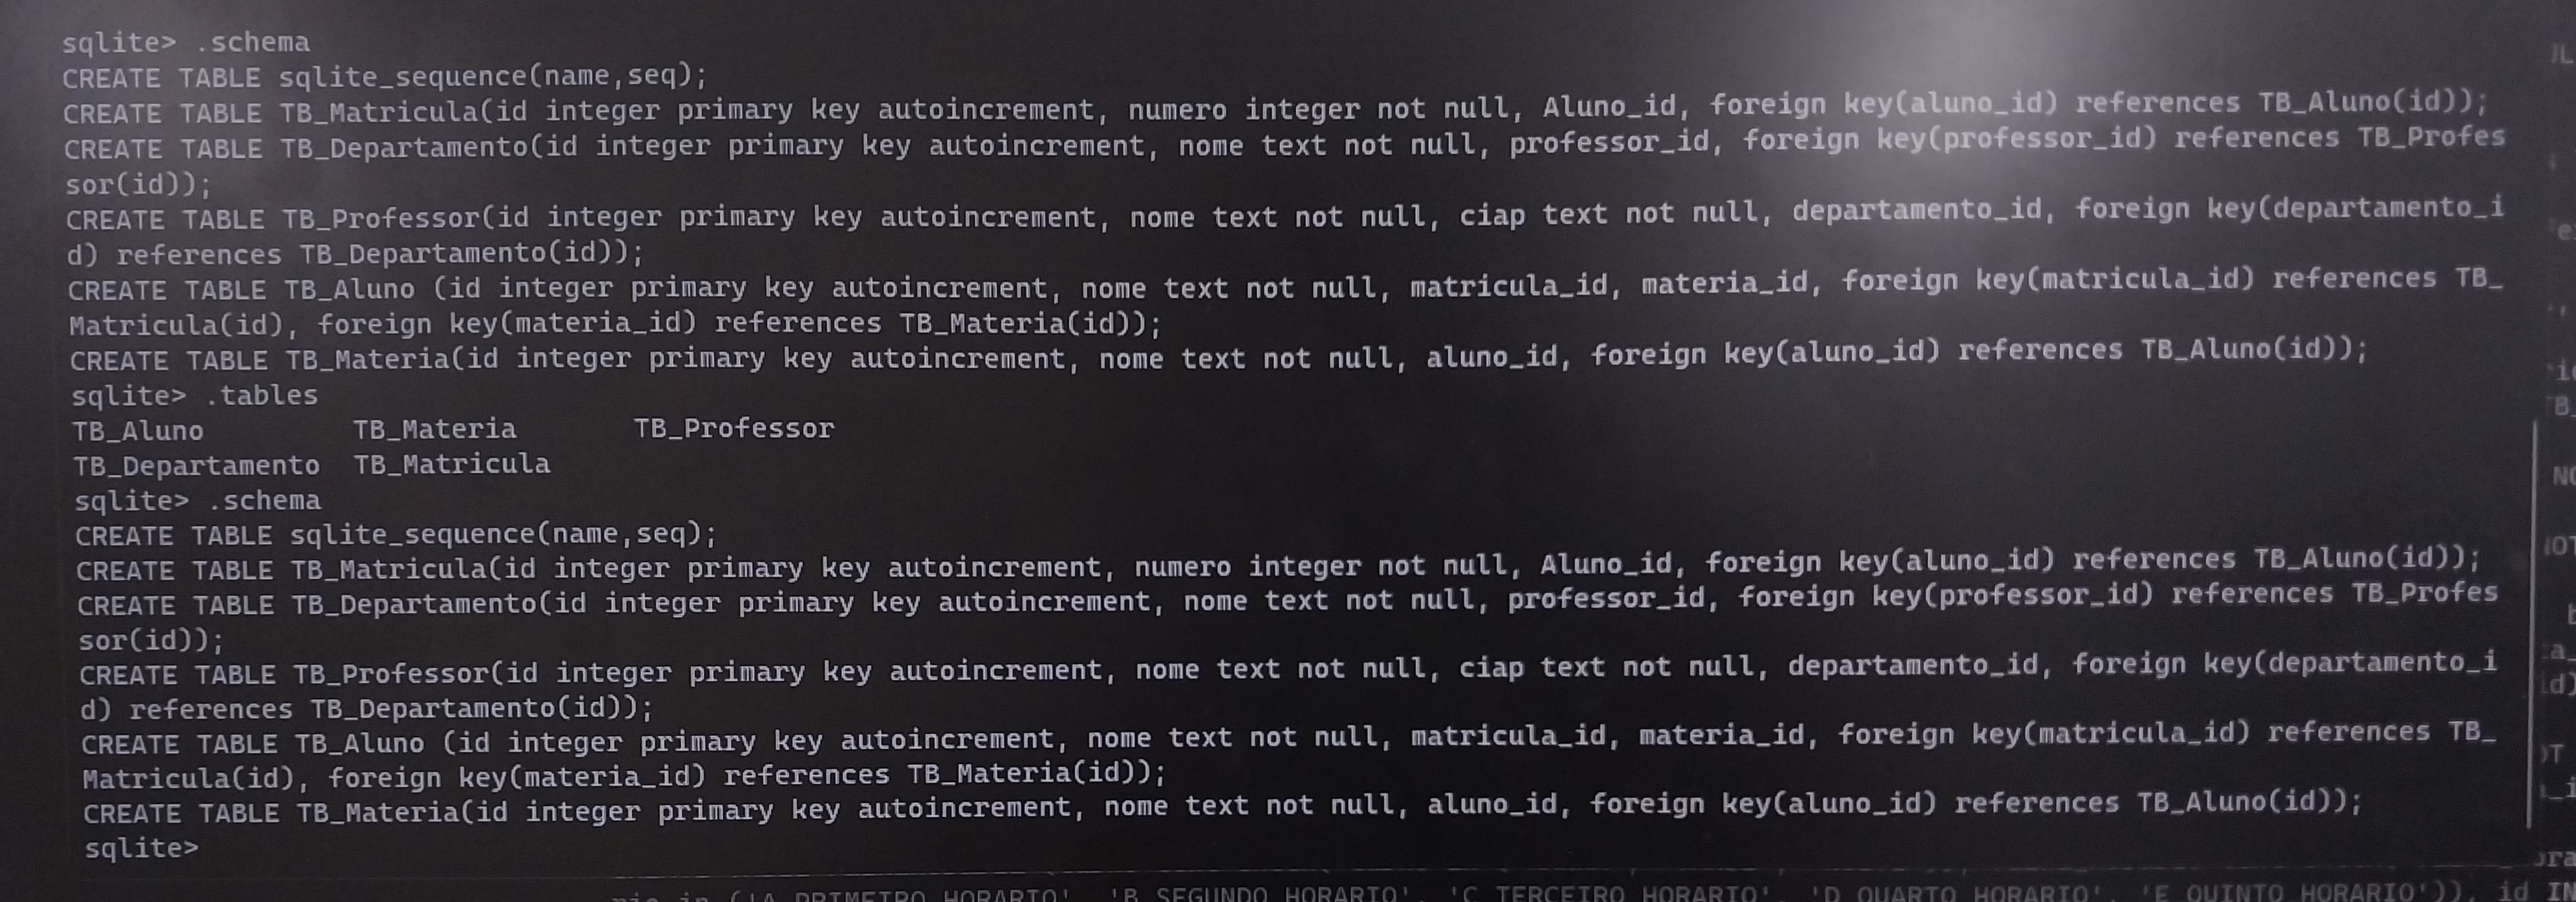 sqlite> .schema
CREATE TABLE sqlite_sequence(name,seq);
CREATE TABLE TB_Matricula(id integer primary key autoincrement, numero integer not null, Aluno_id, foreign key(aluno_id) references TB_Aluno(id));
CREATE TABLE TB_Departamento(id integer primary key autoincrement, nome text not null, professor_id, foreign key(professor_id) references TB_Profes
sor(id));
CREATE TABLE TB_Professor(id integer primary key autoincrement, nome text not null, ciap text not null, departamento_id, foreign key(departamento_i
d) references TB_Departamento(id));
CREATE TABLE TB_Aluno (id integer primary key autoincrement, nome text not null, matricula_id, materia_id, foreign key(matricula_id) references TB_
Matricula(id), foreign key(materia_id) references TB_Materia(id));
CREATE TABLE TB_Materia(id integer primary key autoincrement, nome text not null, aluno_id, foreign key(aluno_id) references TB_Aluno(id));
sqlite> .tables
TB_Aluno TB_Materia TB_Professor
TB_Departamento TB_Matricula
sqlite> .schema
CREATE TABLE sqlite_sequence(name,seq);
CREATE TABLE TB_Matricula(id integer primary key autoincrement, numero integer not null, Aluno_id, foreign key(aluno_id) references TB_Aluno(id));
CREATE TABLE TB_Departamento(id integer primary key autoincrement, nome text not null, professor_id, foreign key(professor_id) references TB_Profes
sor(id));
CREATE TABLE TB_Professor(id integer primary key autoincrement, nome text not null, ciap text not null, departamento_id, foreign key(departamento_i
d) references TB_Departamento(id));
CREATE TABLE TB_Aluno (id integer primary key autoincrement, nome text not null, matricula_id, materia_id, foreign key(matricula_id) references TB_
Matricula(id), foreign key(materia_id) references TB_Materia(id));
CREATE TABLE TB_Materia(id integer primary key autoincrement, nome text not null, aluno_id, foreign key(aluno_id) references TB_Aluno(id));
sqlite>
in ('A PRIMEIRO HORARIO', 'B SEGUNDO HORARIO', 'C TERCEIRO HORARIO', 'D QUARTO HORARIO', 'E QUINTO HORARIO')), id